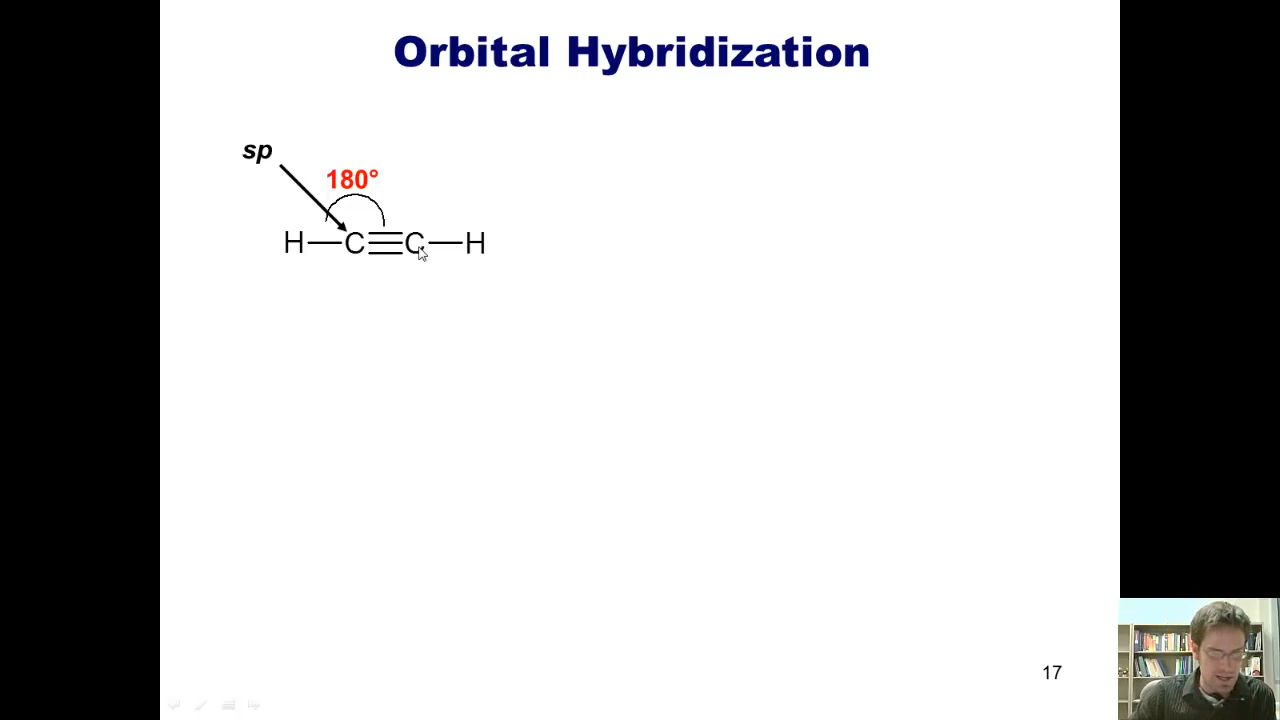 Orbital Hybridization
sp
180°
H—C≡C—H
17